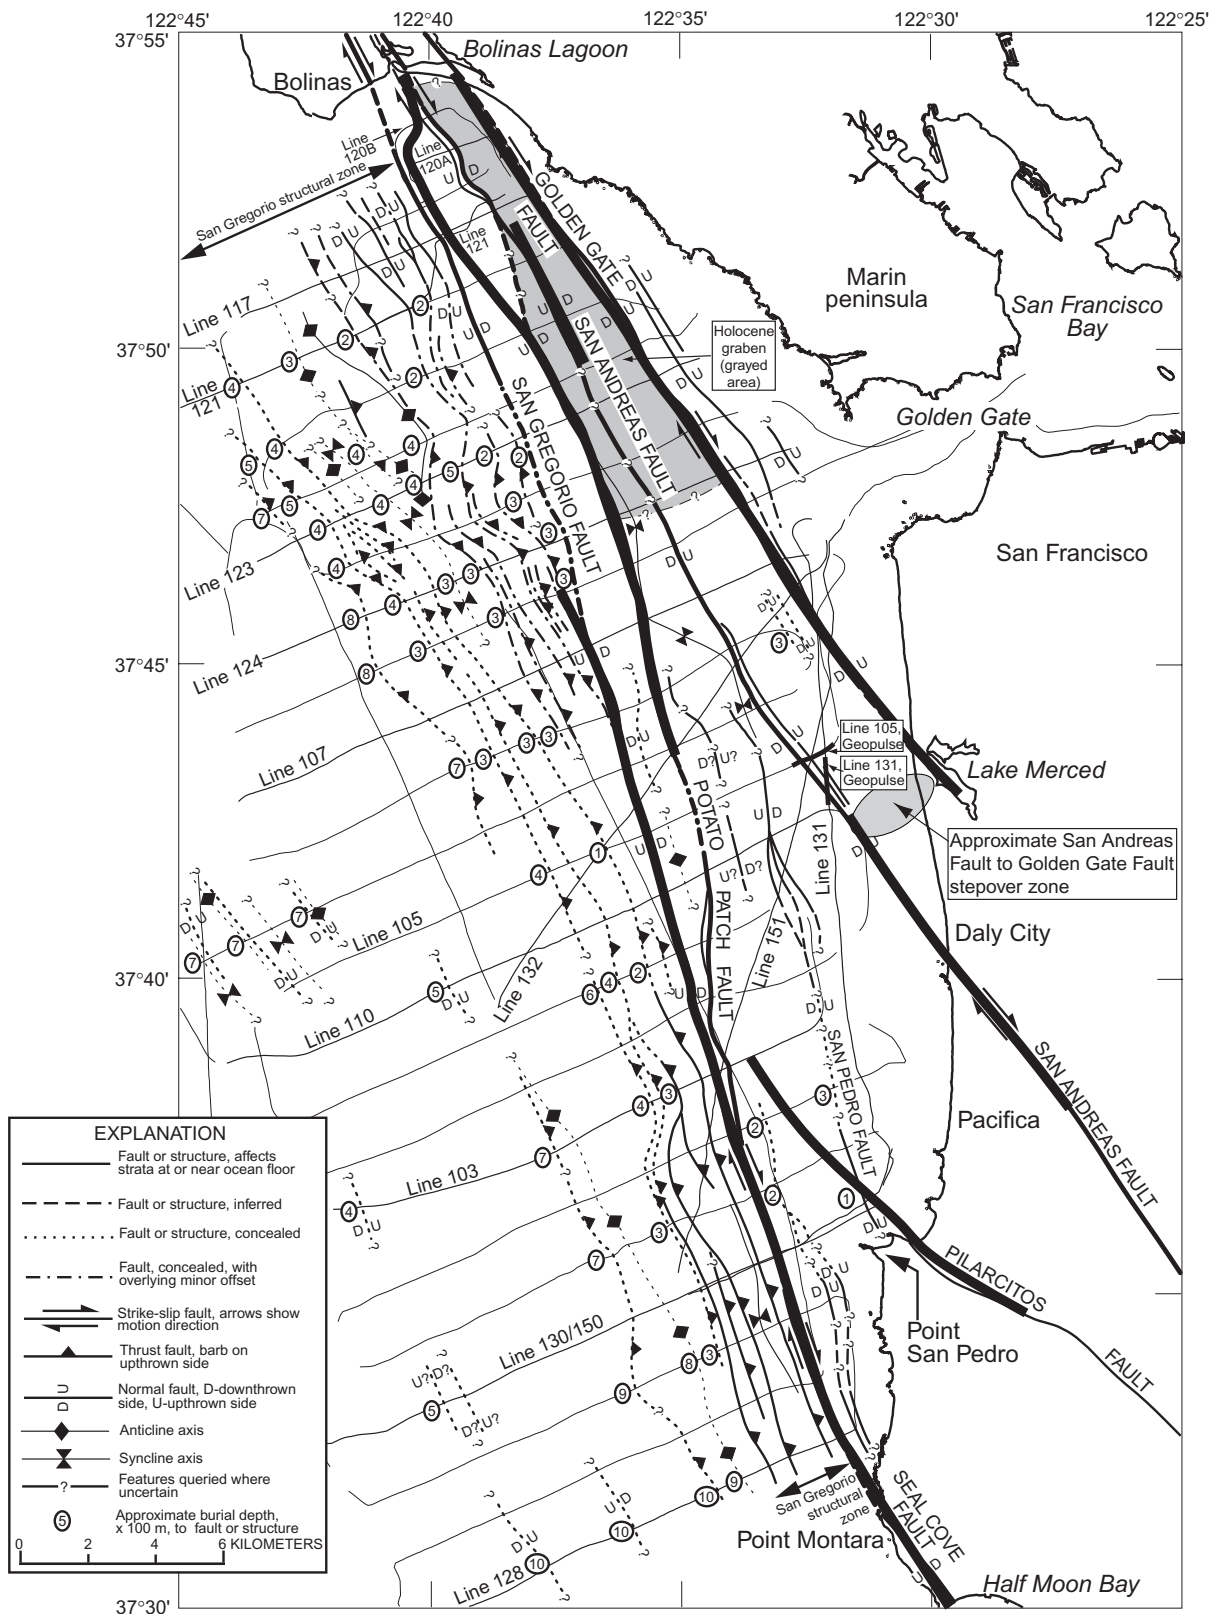 122°45'
122°40'
122°35'
122°30'
122°25'
37°55'
Bolinas Lagoon
Bolinas
Line
120B
Line
120A
San Gregorio structural zone
GOLDEN GATE
FAULT
Line
121
Marin
peninsula
San Francisco
Bay
Line 117
37°50'
Holocene
graben
(grayed
area)
SAN ANDREAS FAULT
Line
121
Golden Gate
SAN GREGORIO FAULT
San Francisco
Line 123
37°45'
Line 124
Line 105,
Geopulse
Line 107
Line 131,
Geopulse
Lake Merced
Approximate San Andreas
Fault to Golden Gate Fault
stepover zone
POTATO
PATCH FAULT
Line 131
Line 105
Line 151
Daly City
37°40'
Line 132
Line 110
SAN PEDRO FAULT
SAN ANDREAS FAULT
Pacifica
Line 103
PILARCITOS
FAULT
Line 130/150
Point
San Pedro
San Gregorio
structural
zone
SEAL COVE
FAULT
Point Montara
Half Moon Bay
Line 128
37°30'
EXPLANATION
Fault or structure, affects
strata at or near ocean floor
Fault or structure, inferred
Fault or structure, concealed
Fault, concealed, with
overlying minor offset
Strike-slip fault, arrows show
motion direction
Thrust fault, barb on
upthrown side
U
D
Normal fault, D-downthrown
side, U-upthrown side
Anticline axis
Syncline axis
?
Features queried where
uncertain
5
Approximate burial depth,
x 100 m, to fault or structure
0 2 4 6 KILOMETERS